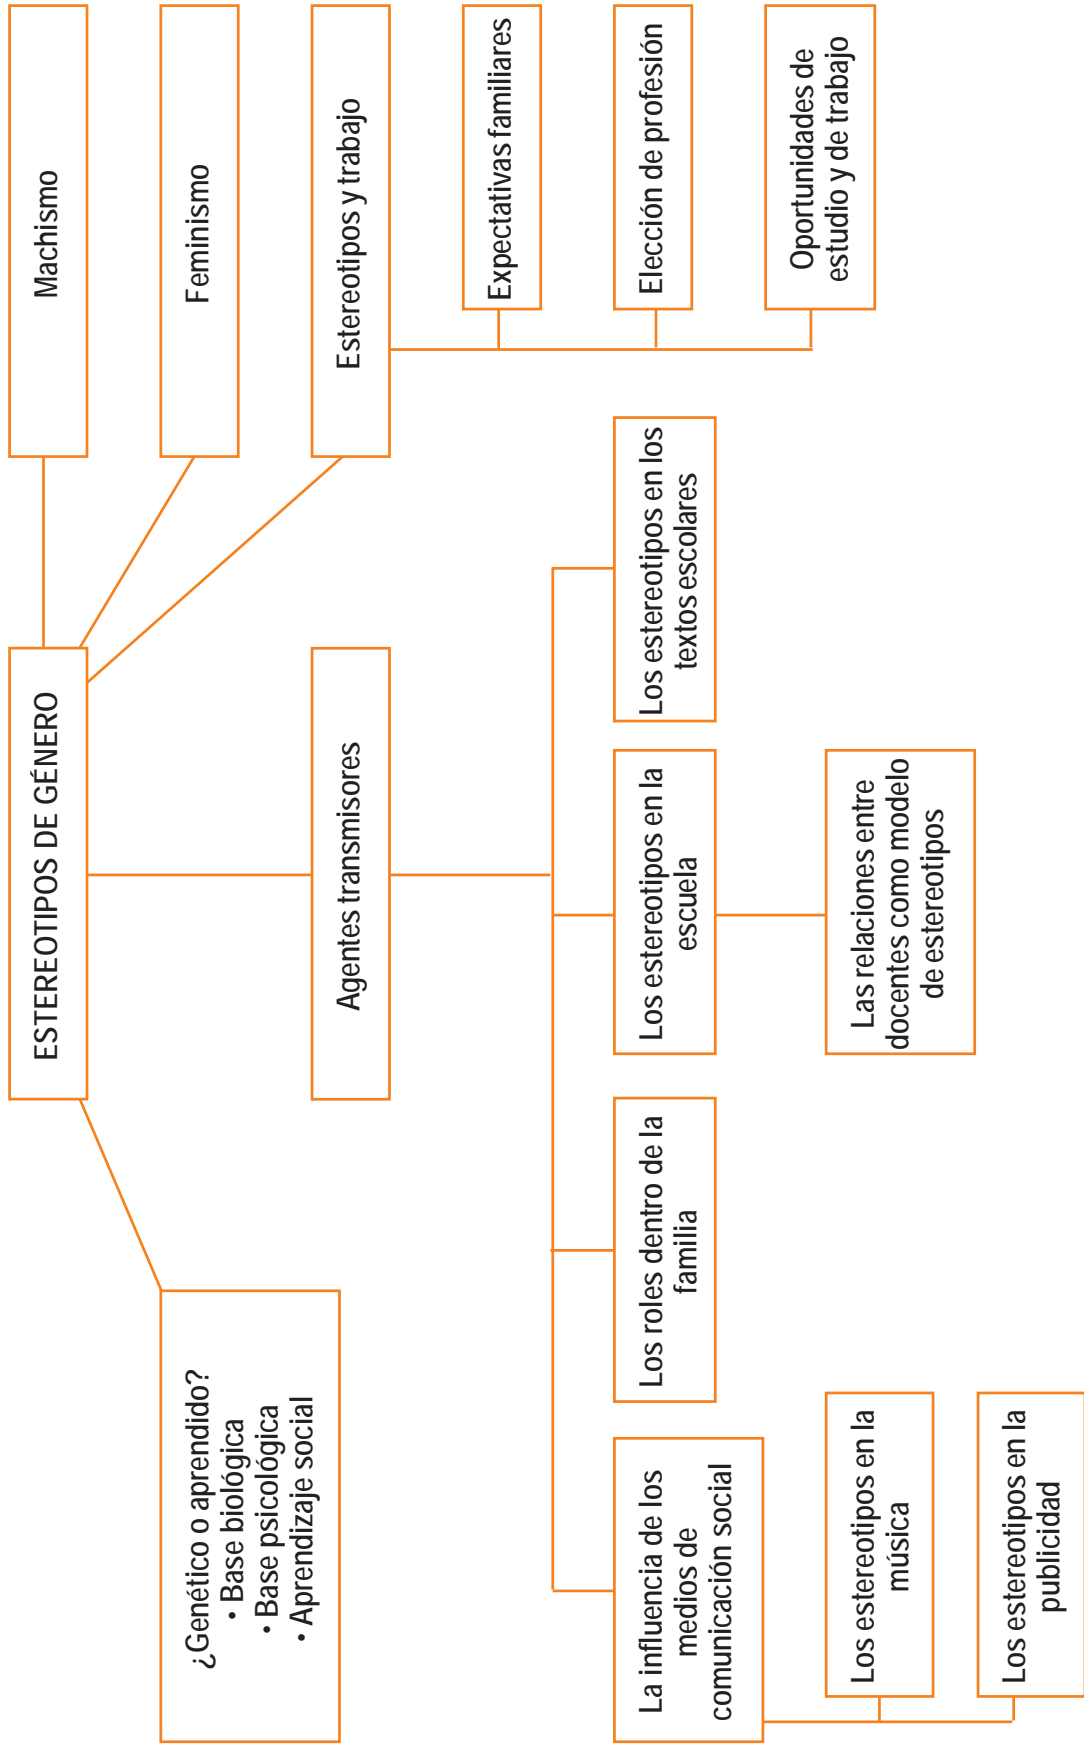 ESTEREOTIPOS DE GÉNERO
¿Genético o aprendido?
• Base biológica
• Base psicológica
• Aprendizaje social
Agentes transmisores
Machismo
Feminismo
Estereotipos y trabajo
Expectativas familiares
Elección de profesión
Oportunidades de
estudio y de trabajo
La influencia de los
medios de
comunicación social
Los estereotipos en la
música
Los estereotipos en la
publicidad
Los roles dentro de la
familia
Los estereotipos en la
escuela
Las relaciones entre
docentes como modelo
de estereotipos
Los estereotipos en los
textos escolares